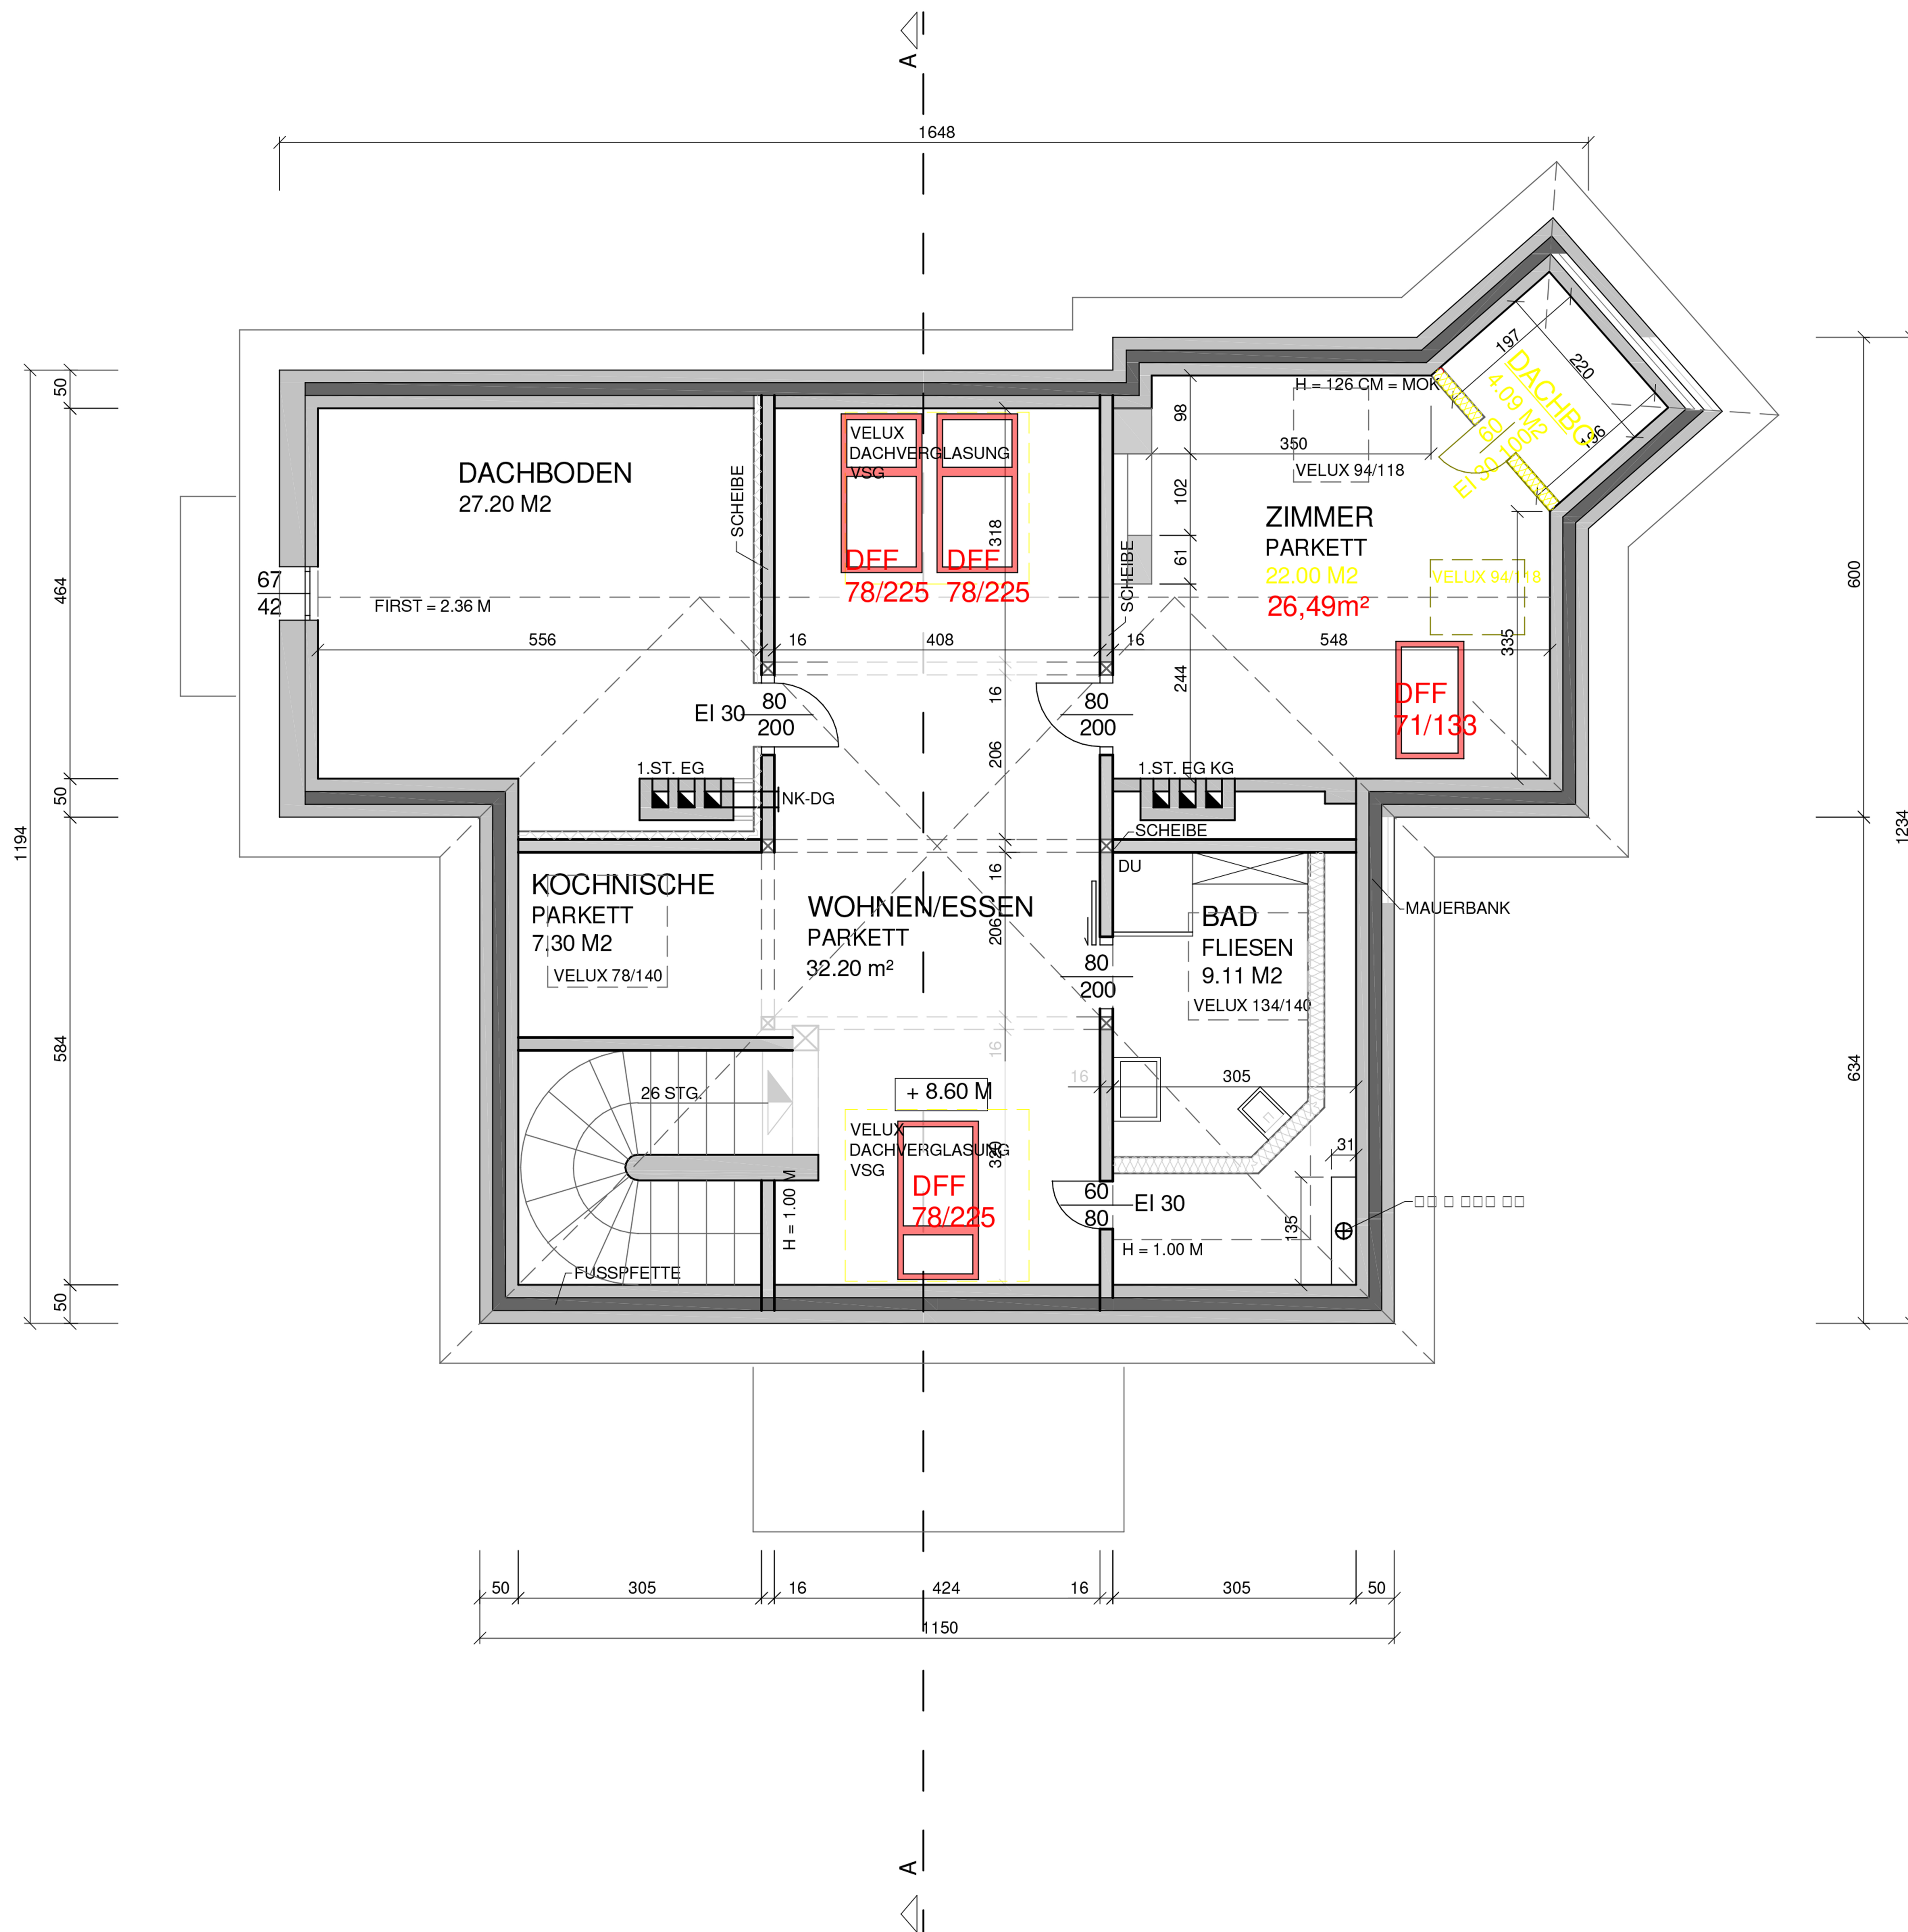 A
1648
50
464
50
1194
584
50
DACHBODEN
27.20 M2
SCHEIBE
67
42
FIRST = 2.36 M
556
16
408
16
548
VELUX
DACHVERGLASUNG
VSG
318
DFF
78/225
DFF
78/225
SCHEIBE
98
102
61
244
H = 126 CM = MOK
350
VELUX 94/118
ZIMMER
PARKETT
22.00 M2
26,49m²
VELUX 94/118
335
DFF
71/133
197
220
196
DACHBO
4.09 M2
60
100
EI 30
600
1234
634
EI 30
80
200
80
200
16
206
1.ST. EG
NK-DG
1.ST. EG KG
SCHEIBE
DU
16
206
KOCHNISCHE
PARKETT
7.30 M2
VELUX 78/140
WOHNEN/ESSEN
PARKETT
32.20 m²
80
200
BAD
FLIESEN
9.11 M2
VELUX 134/140
MAUERBANK
16
16
305
26 STG.
+ 8.60 M
VELUX
DACHVERGLASUNG
VSG
320
DFF
78/225
H = 1.00 M
60
80
EI 30
H = 1.00 M
31
135
FUSSPFETTE
50
305
16
424
16
305
50
1150
A